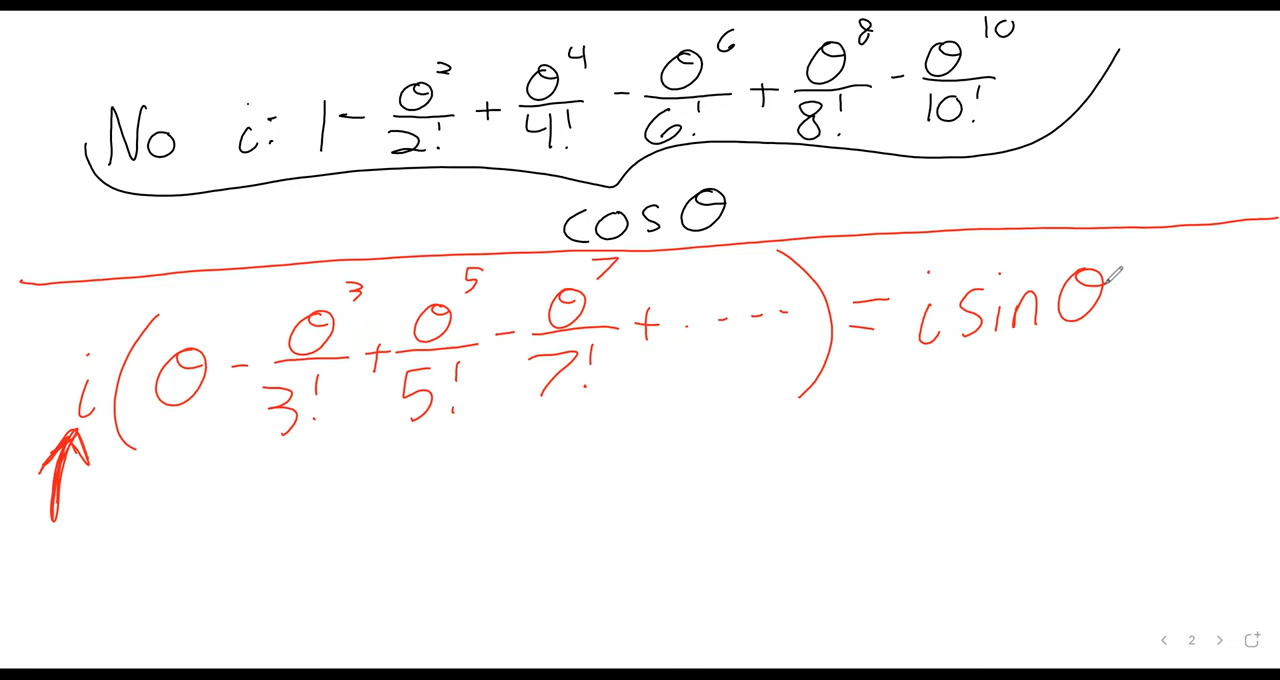 No i: 1 - θ²/2! + θ⁴/4! - θ⁶/6! + θ⁸/8! - θ¹⁰/10!
cos θ
i(θ - θ³/3! + θ⁵/5! - θ⁷/7! + .....) = i sin θ
< 2 >